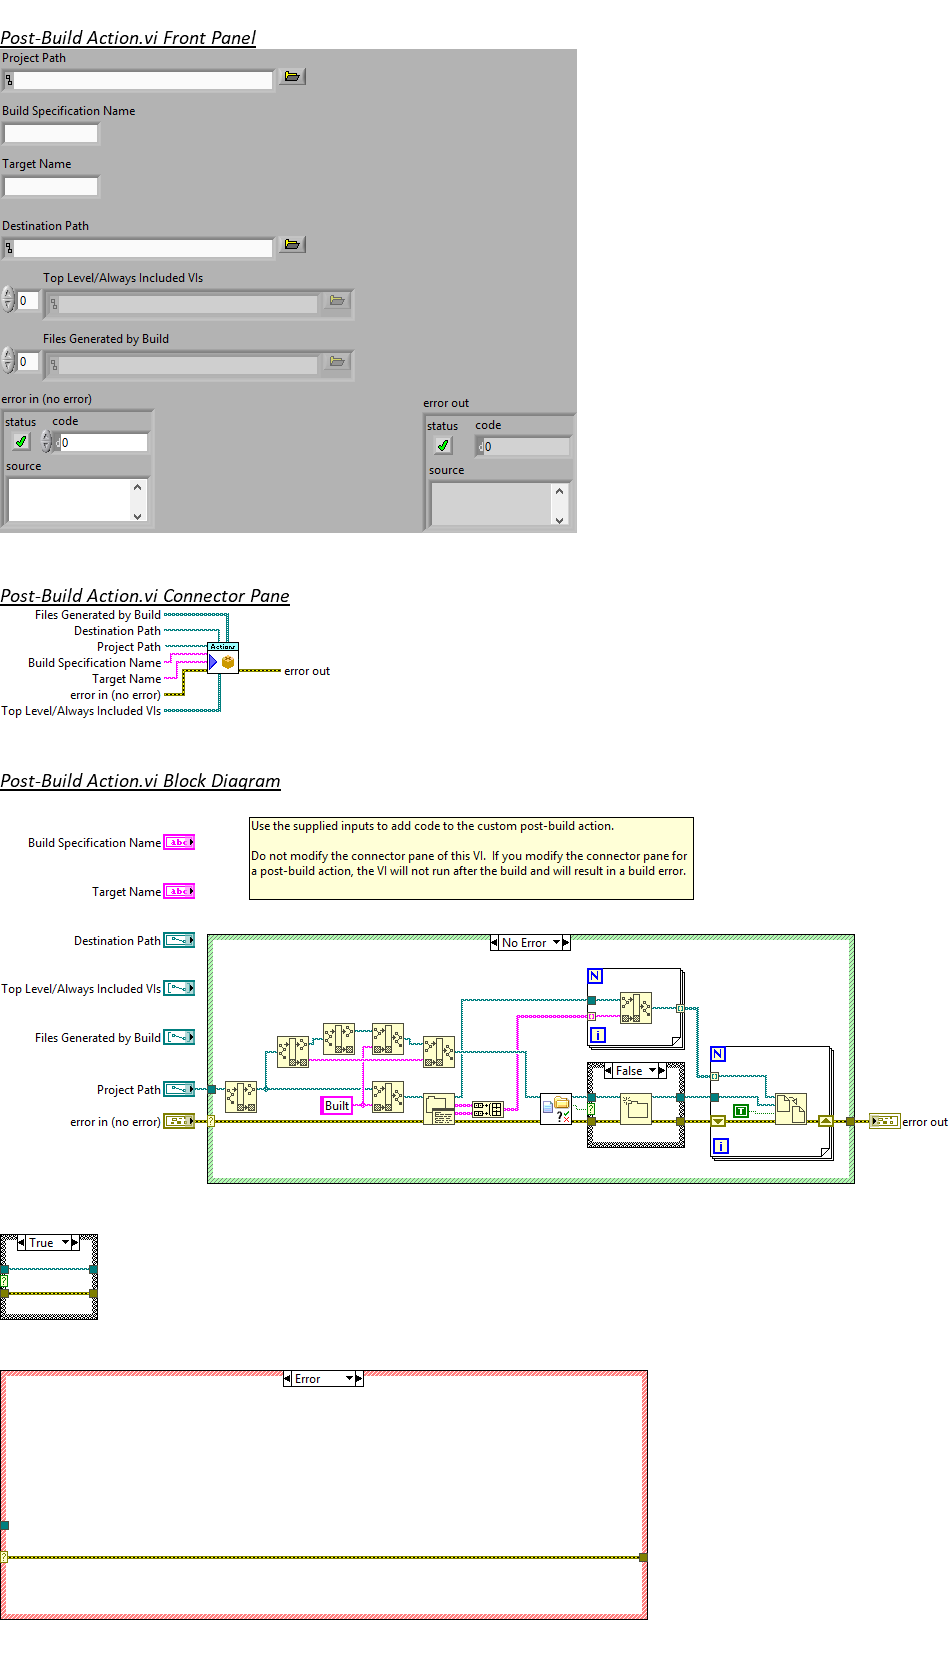 Post-Build Action.vi Front Panel
Project Path
Build Specification Name
Target Name
Destination Path
Top Level/Always Included VIs
0
Files Generated by Build
0
error in (no error)
status code
0
source
error out
status code
0
source
Post-Build Action.vi Connector Pane
Files Generated by Build
Destination Path
Project Path
Build Specification Name
Target Name
error in (no error)
Top Level/Always Included VIs
Actions
error out
Post-Build Action.vi Block Diagram
Use the supplied inputs to add code to the custom post-build action.
Do not modify the connector pane of this VI. If you modify the connector pane for
a post-build action, the VI will not run after the build and will result in a build error.
Build Specification Name
abc
Target Name
abc
Destination Path
Top Level/Always Included VIs
Files Generated by Build
Project Path
error in (no error)
No Error
N
i
Built
?
False
?
N
T
i
?
error out
True
?
Error
?